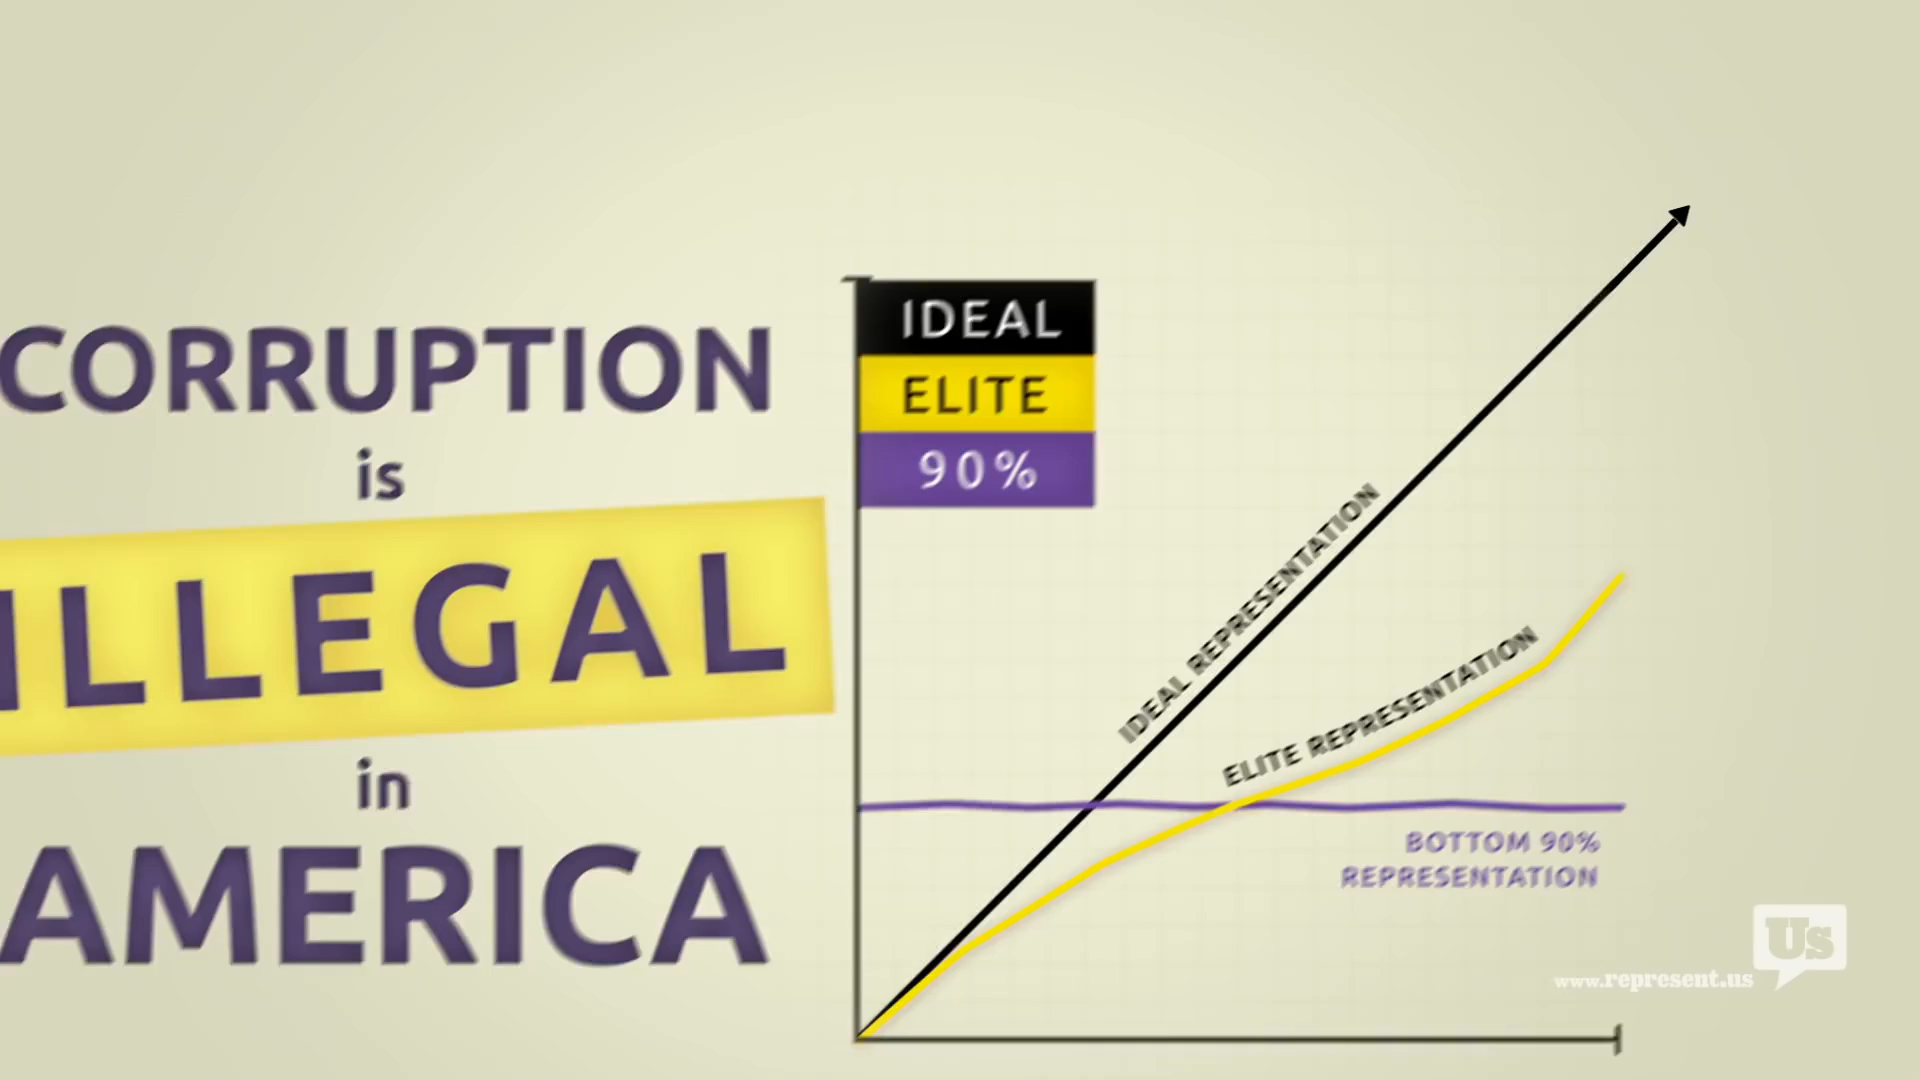 CORRUPTION
is
ILLEGAL
in
AMERICA
IDEAL
ELITE
90%
IDEAL REPRESENTATION
ELITE REPRESENTATION
BOTTOM 90%
REPRESENTATION
Us
www.represent.us